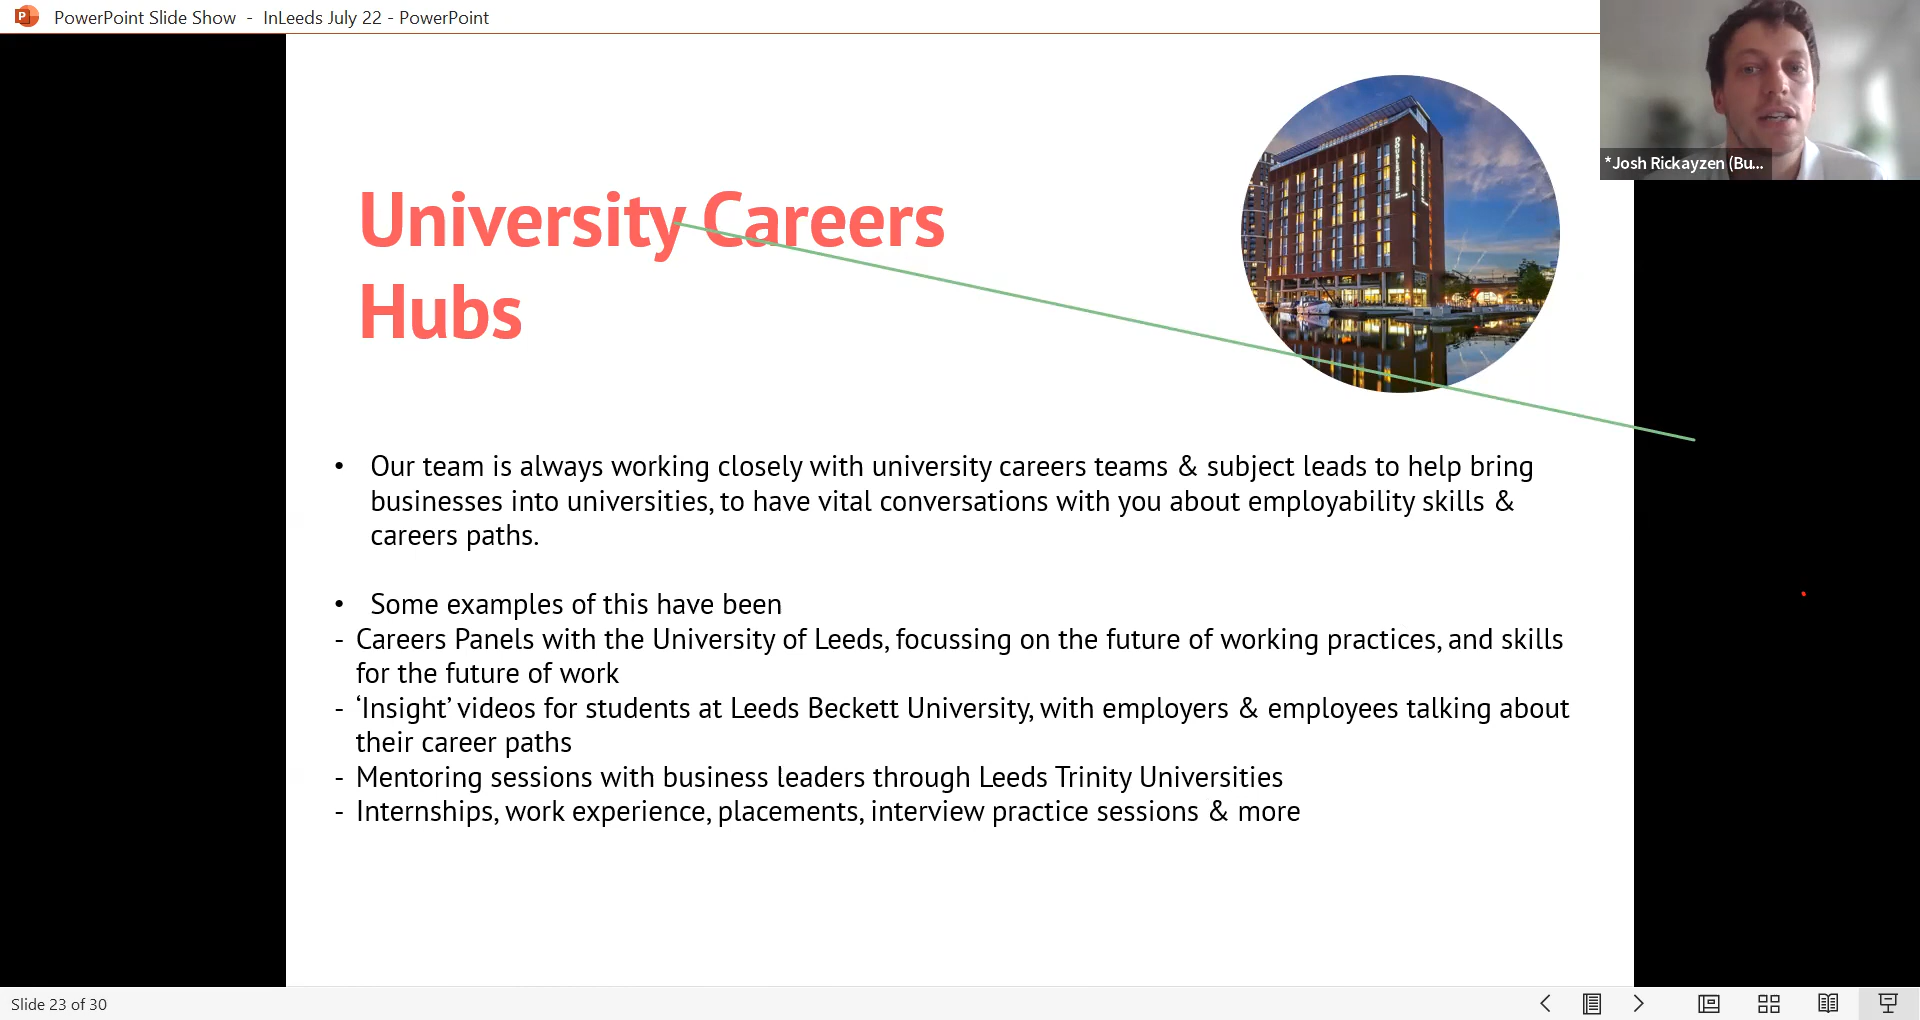 PowerPoint Slide Show - InLeeds July 22 - PowerPoint
*Josh Rickayzen (Bu...
University Careers
Hubs
DOUBLETREE
• Our team is always working closely with university careers teams & subject leads to help bring
businesses into universities, to have vital conversations with you about employability skills &
careers paths.
• Some examples of this have been
- Careers Panels with the University of Leeds, focussing on the future of working practices, and skills
for the future of work
- ‘Insight’ videos for students at Leeds Beckett University, with employers & employees talking about
their career paths
- Mentoring sessions with business leaders through Leeds Trinity Universities
- Internships, work experience, placements, interview practice sessions & more
Slide 23 of 30